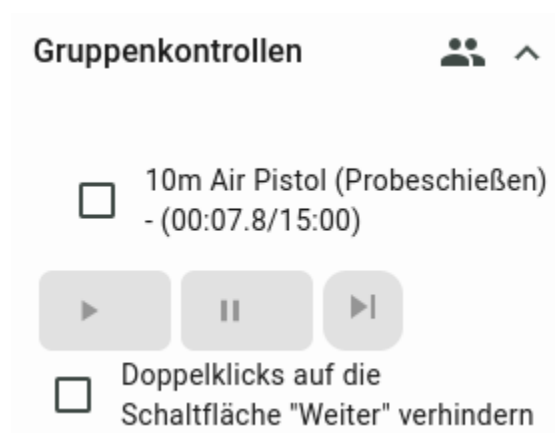 Gruppenkontrollen
10m Air Pistol (Probeschießen)
- (00:07.8/15:00)
Doppelklicks auf die
Schaltfläche "Weiter" verhindern